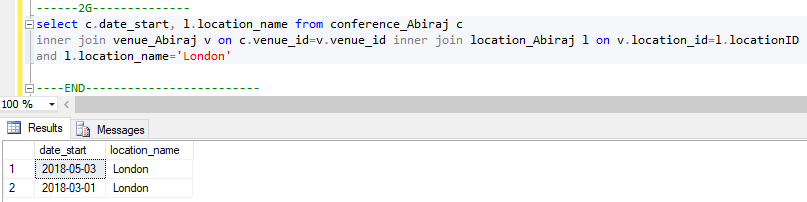 ------2G--------------
select c.date_start, l.location_name from conference_Abiraj c
inner join venue_Abiraj v on c.venue_id=v.venue_id inner join location_Abiraj l on v.location_id=l.locationID
and l.location_name='London'
----END-------------------------
100 %
Results Messages
date_start location_name
1 2018-05-03 London
2 2018-03-01 London